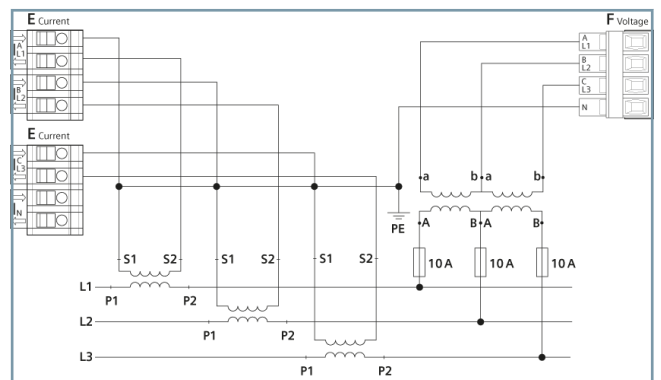 E Current
F Voltage
A
L1
B
L2
E Current
C
L3
N
A
L1
B
L2
C
L3
N
a b a b
PE
A B A B
10 A 10 A 10 A
S1 S2 S1 S2 S1 S2
L1
P1 P2
L2
P1 P2
L3
P1 P2